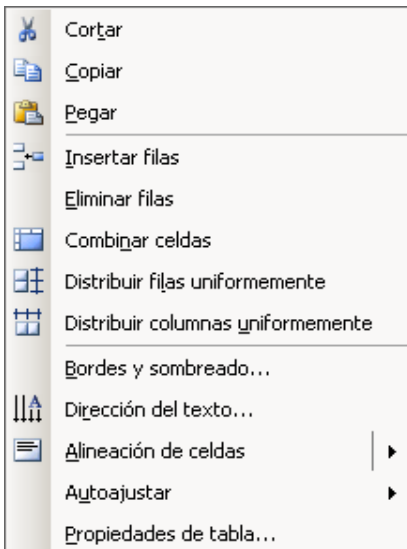 Cortar
Copiar
Pegar
Insertar filas
Eliminar filas
Combinar celdas
Distribuir filas uniformemente
Distribuir columnas uniformemente
Bordes y sombreado...
Dirección del texto...
Alineación de celdas
Autoajustar
Propiedades de tabla...